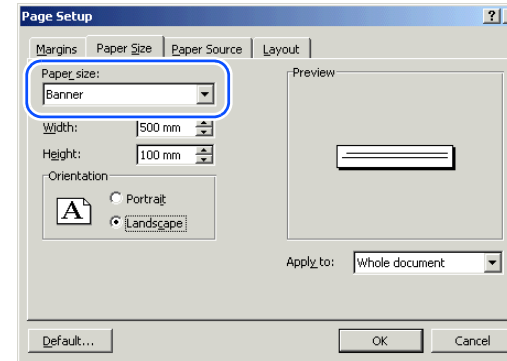 Page Setup
?
Margins Paper Size Paper Source Layout
Paper size:
Banner
Preview
Width: 500 mm
Height: 100 mm
Orientation
A
Portrait
Landscape
Apply to: Whole document
Default... OK Cancel